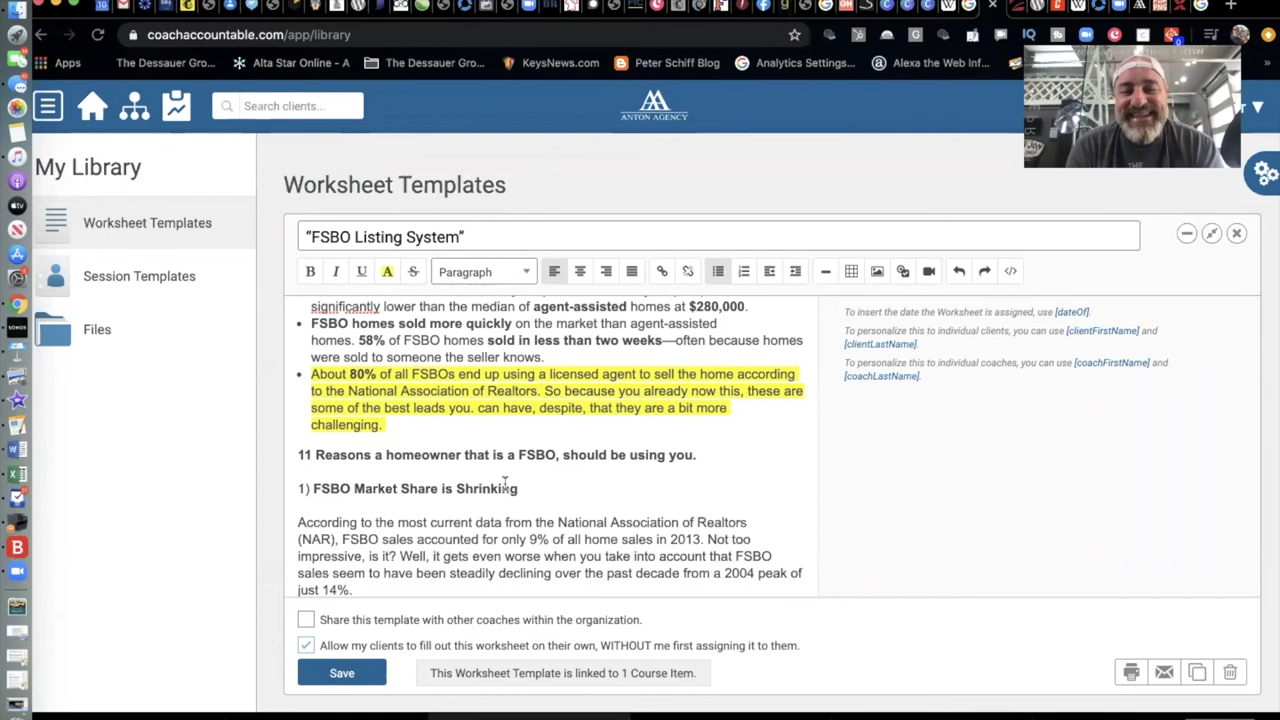 coachaccountable.com/app/library
Apps
The Dessauer Gro...
Alta Star Online - A
The Dessauer Gro...
KeysNews.com
Peter Schiff Blog
Analytics Settings...
Alexa the Web Inf...
Search clients...
ANTON AGENCY
My Library
Worksheet Templates
Session Templates
Files
Worksheet Templates
“FSBO Listing System”
Paragraph
significantly lower than the median of agent-assisted homes at $280,000.
• FSBO homes sold more quickly on the market than agent-assisted
homes. 58% of FSBO homes sold in less than two weeks—often because homes
were sold to someone the seller knows.
• About 80% of all FSBOs end up using a licensed agent to sell the home according
to the National Association of Realtors. So because you already now this, these are
some of the best leads you. can have, despite, that they are a bit more
challenging.
11 Reasons a homeowner that is a FSBO, should be using you.
1) FSBO Market Share is Shrinking
According to the most current data from the National Association of Realtors
(NAR), FSBO sales accounted for only 9% of all home sales in 2013. Not too
impressive, is it? Well, it gets even worse when you take into account that FSBO
sales seem to have been steadily declining over the past decade from a 2004 peak of
just 14%.
To insert the date the Worksheet is assigned, use [dateOf].
To personalize this to individual clients, you can use [clientFirstName] and
[clientLastName].
To personalize this to individual coaches, you can use [coachFirstName] and
[coachLastName].
Share this template with other coaches within the organization.
Allow my clients to fill out this worksheet on their own, WITHOUT me first assigning it to them.
Save
This Worksheet Template is linked to 1 Course Item.